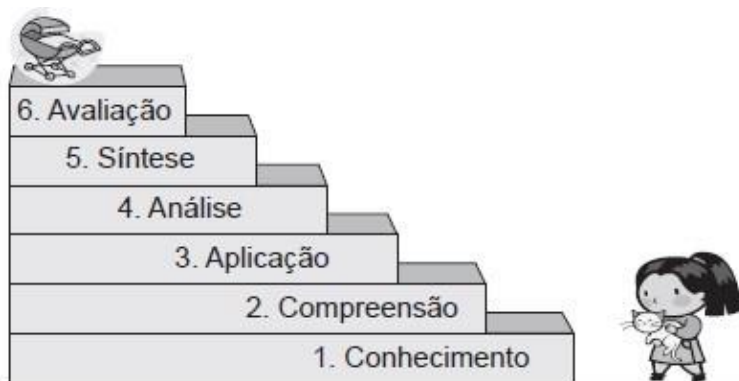 6. Avaliação
5. Síntese
4. Análise
3. Aplicação
2. Compreensão
1. Conhecimento